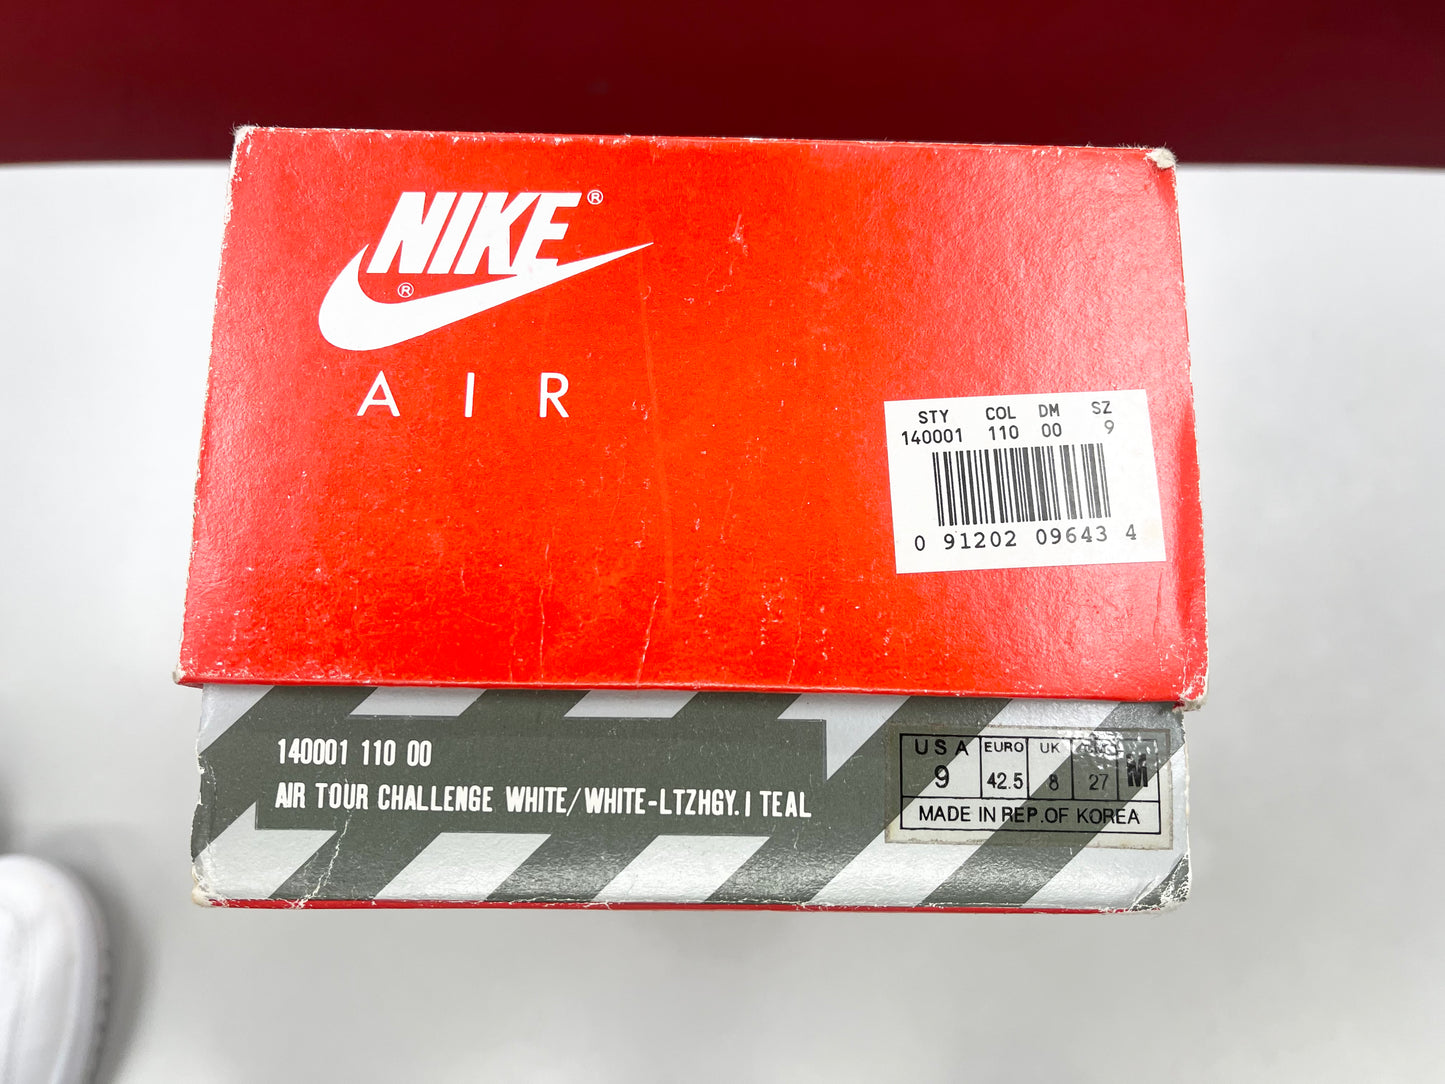 NIKE®
®
AIR
STY COL DM SZ
140001 110 00 9
0 91202 09643 4
140001 110 00
AIR TOUR CHALLENGE WHITE/WHITE-LTZHGY.I TEAL
USA EURO UK
9 42.5 8 27 M
MADE IN REP.OF KOREA